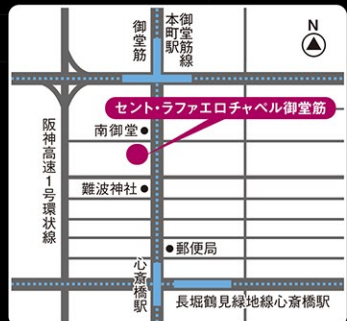 御堂筋
御堂筋線
本町駅
N
セント・ラファエロチャペル御堂筋
南御堂
阪神高速1号環状線
難波神社
郵便局
心斎橋駅
長堀鶴見緑地線心斎橋駅